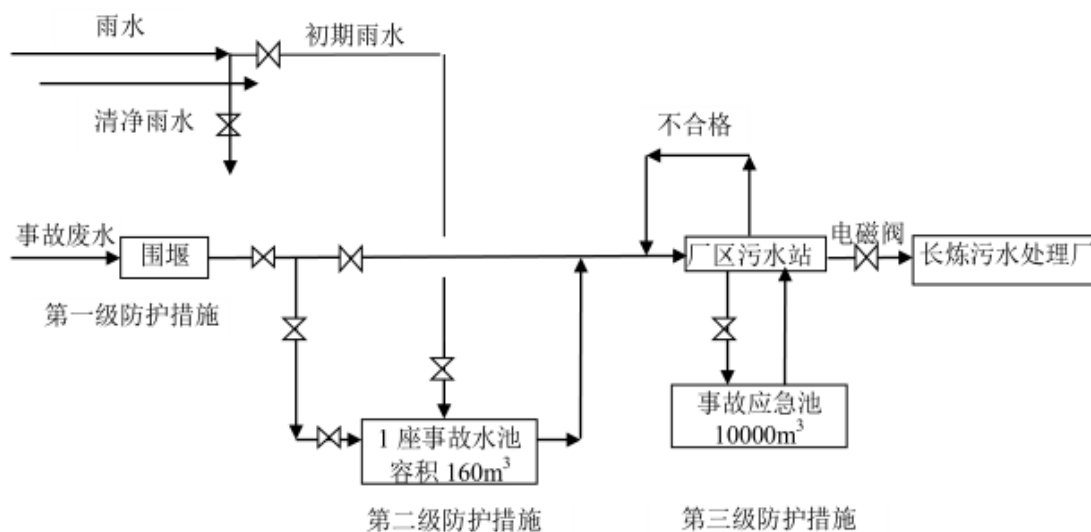 雨水
初期雨水
清净雨水
不合格
事故废水
围堰
厂区污水站
电磁阀
长炼污水处理厂
第一级防护措施
1 座事故水池
容积 160m³
事故应急池
10000m³
第二级防护措施
第三级防护措施